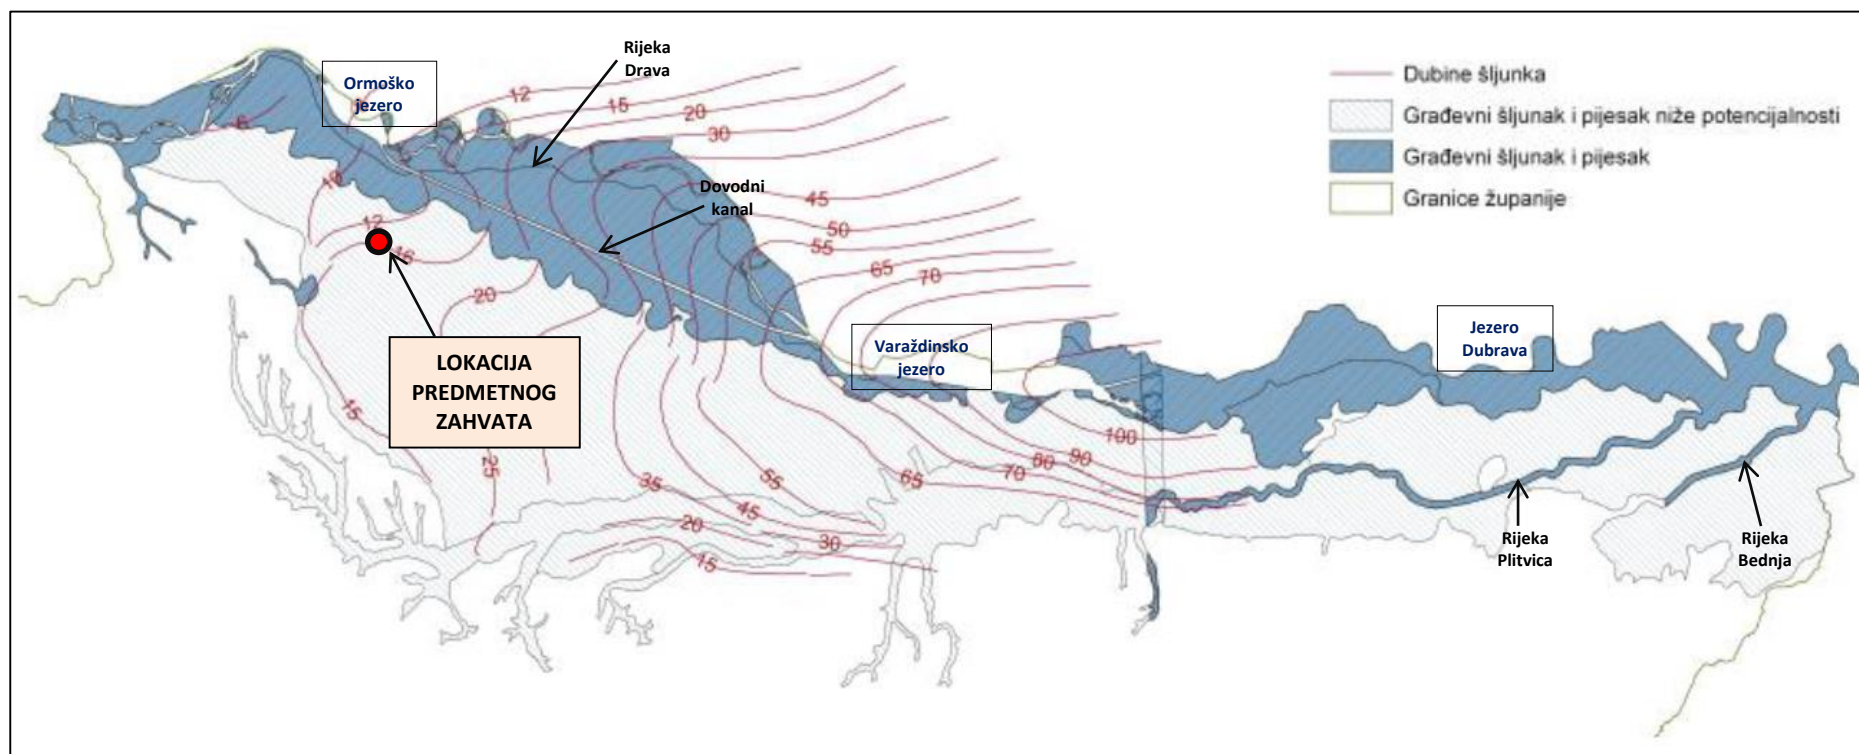 Rijeka
Drava
Ormoško
jezero
Dubine šljunka
Građevni šljunak i pijesak niže potencijalnosti
Građevni šljunak i pijesak
Granice županije
12
15
20
30
6
Dovodni
kanal
45
50
55
65
70
10
12
16
20
LOKACIJA
PREDMETNOG
ZAHVATA
Varaždinsko
jezero
Jezero
Dubrava
15
25
35
45
55
65
70
80
90
100
20
30
15
Rijeka
Plitvica
Rijeka
Bednja